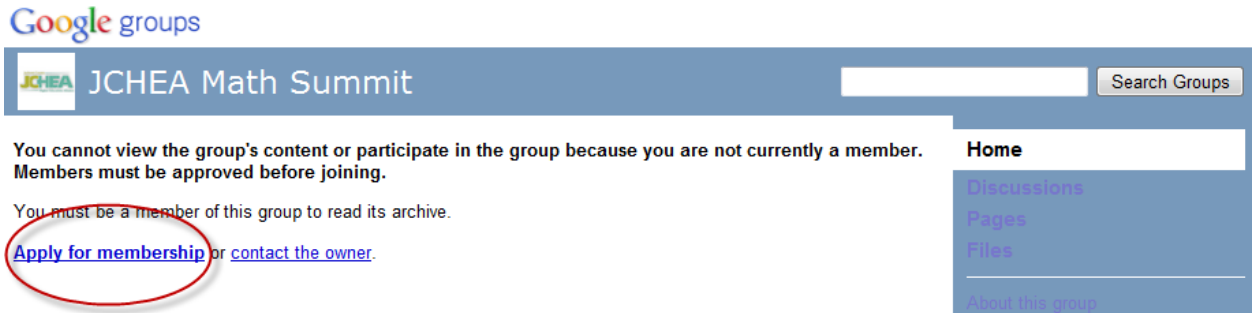 Google groups
JCHEA JCHEA Math Summit
Search Groups
You cannot view the group's content or participate in the group because you are not currently a member.
Members must be approved before joining.
You must be a member of this group to read its archive.
Apply for membership or contact the owner.
Home
Discussions
Pages
Files
About this group